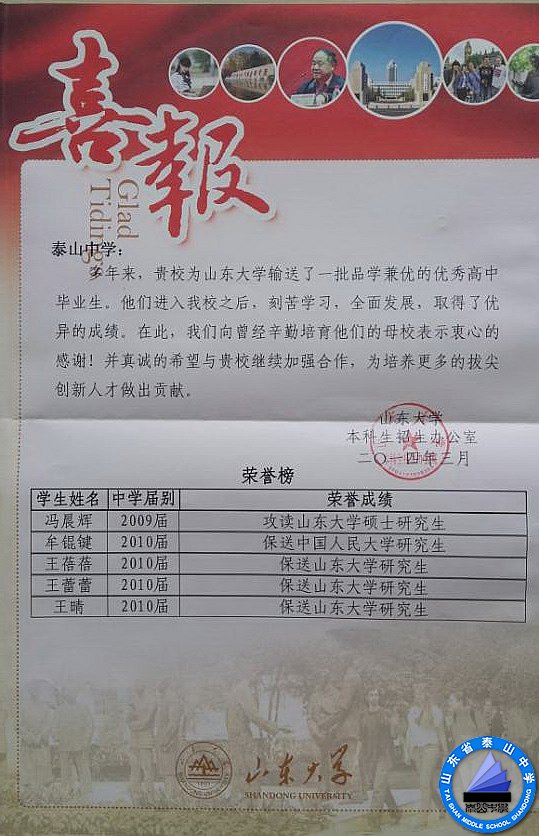 喜報
Glad
Tidings
泰山中学：
多年来，贵校为山东大学输送了一批品学兼优的优秀高中
毕业生。他们进入我校之后，刻苦学习，全面发展，取得了优
异的成绩。在此，我们向曾经辛勤培育他们的母校表示衷心的
感谢！并真诚的希望与贵校继续加强合作，为培养更多的拔尖
创新人才做出贡献。
山东大学
本科生招生办公室
二〇一四年三月
荣誉榜
学生姓名 中学届别 荣誉成绩
冯晨辉 2009届 攻读山东大学硕士研究生
牟锟键 2010届 保送中国人民大学研究生
王蓓蓓 2010届 保送山东大学研究生
王蕾蕾 2010届 保送山东大学研究生
王晴 2010届 保送山东大学研究生
山东大学
SHANDONG UNIVERSITY
山东省泰山中学
TAI SHAN MIDDLE SCHOOL SHANDONG